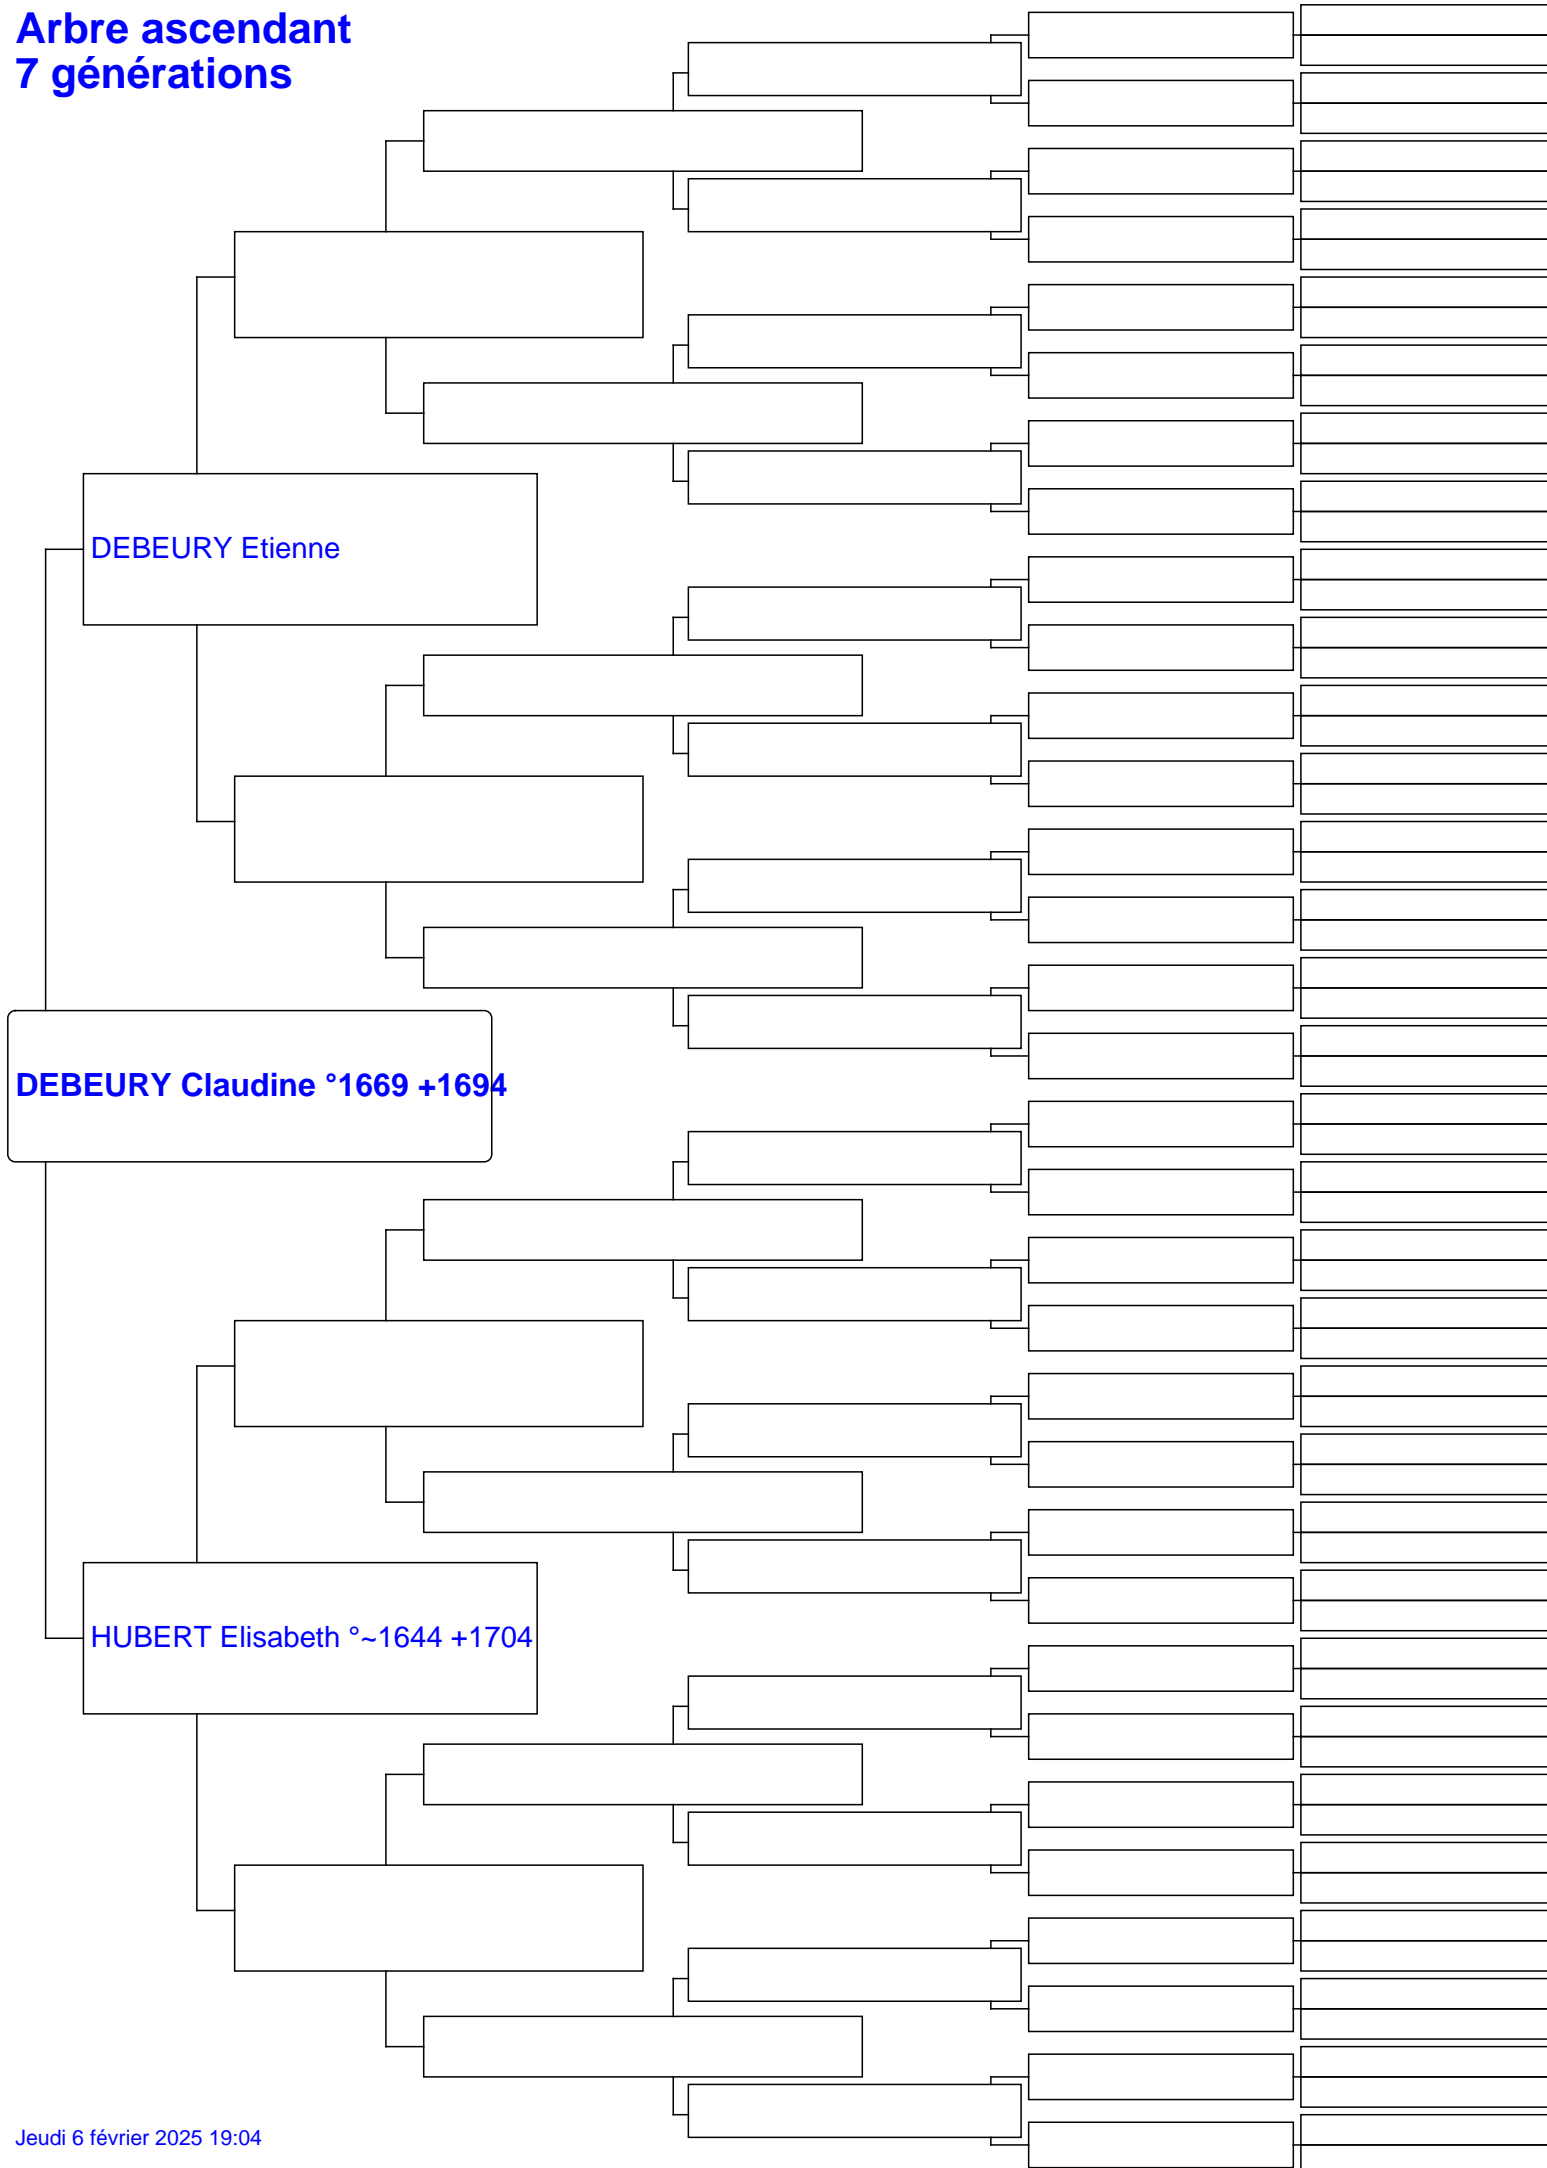 Arbre ascendant
7 générations
DEBEURY Etienne
DEBEURY Claudine °1669 +1694
HUBERT Elisabeth °~1644 +1704
Jeudi 6 février 2025 19:04